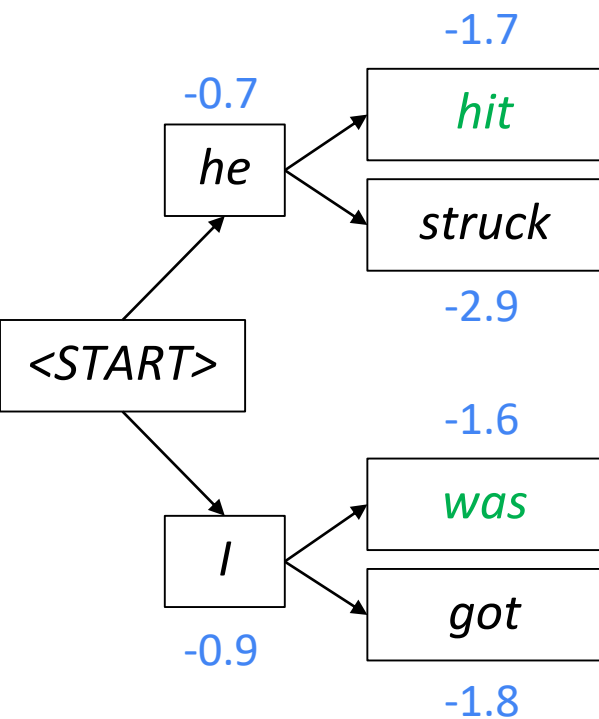 -1.7
-0.7
hit
he
struck
-2.9
<START>
-1.6
was
I
got
-0.9
-1.8